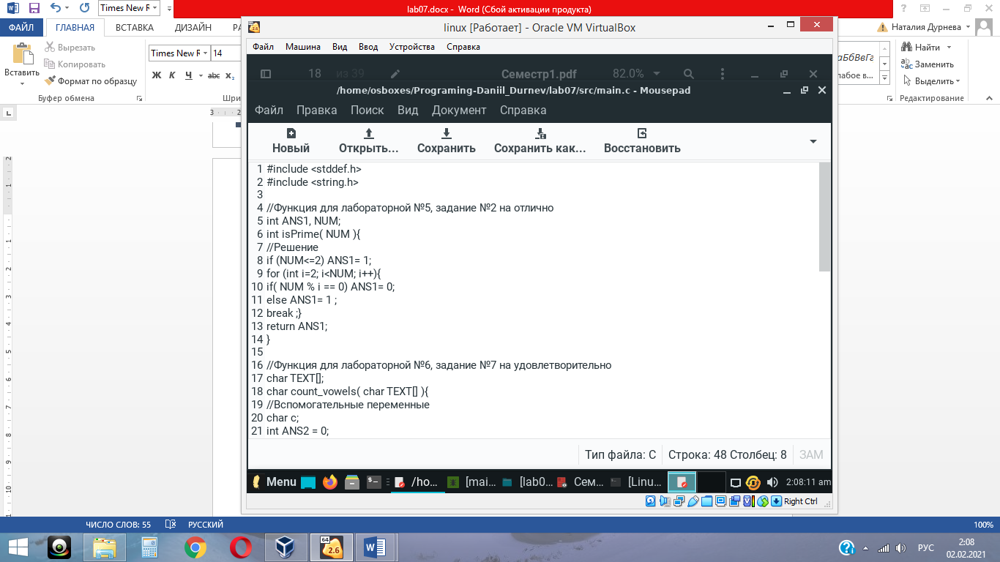 lab07.docx - Word (Сбой активации продукта)
Times New R
ФАЙЛ ГЛАВНАЯ ВСТАВКА ДИЗАЙН РА
Наталия Дурнева
Вставить
Вырезать
Копировать
Формат по образцу
Буфер обмена
Times New R 14
Ж К Ч abc x₂
Шри
АаБбВвГг
лабое в...
Найти
Заменить
Выделить
Редактирование
linux [Работает] - Oracle VM VirtualBox
Файл Машина Вид Ввод Устройства Справка
18 из 39 Семестр1.pdf 82.0%
/home/osboxes/Programing-Daniil_Durnev/lab07/src/main.c - Mousepad
Файл Правка Поиск Вид Документ Справка
Новый Открыть... Сохранить Сохранить как... Восстановить
1 #include <stddef.h>
2 #include <string.h>
3
4 //Функция для лабораторной №5, задание №2 на отлично
5 int ANS1, NUM;
6 int isPrime( NUM ){
7 //Решение
8 if (NUM<=2) ANS1= 1;
9 for (int i=2; i<NUM; i++){
10 if( NUM % i == 0) ANS1= 0;
11 else ANS1= 1 ;
12 break ;}
13 return ANS1;
14 }
15
16 //Функция для лабораторной №6, задание №7 на удовлетворительно
17 char TEXT[];
18 char count_vowels( char TEXT[] ){
19 //Вспомогательные переменные
20 char c;
21 int ANS2 = 0;
Тип файла: C Строка: 48 Столбец: 8 ЗАМ
Menu /ho... [mai... [lab0... Сем... [Linu... 2:08:11 am
Right Ctrl
ЧИСЛО СЛОВ: 55 РУССКИЙ 100%
64 2.6
РУС
2:08
02.02.2021